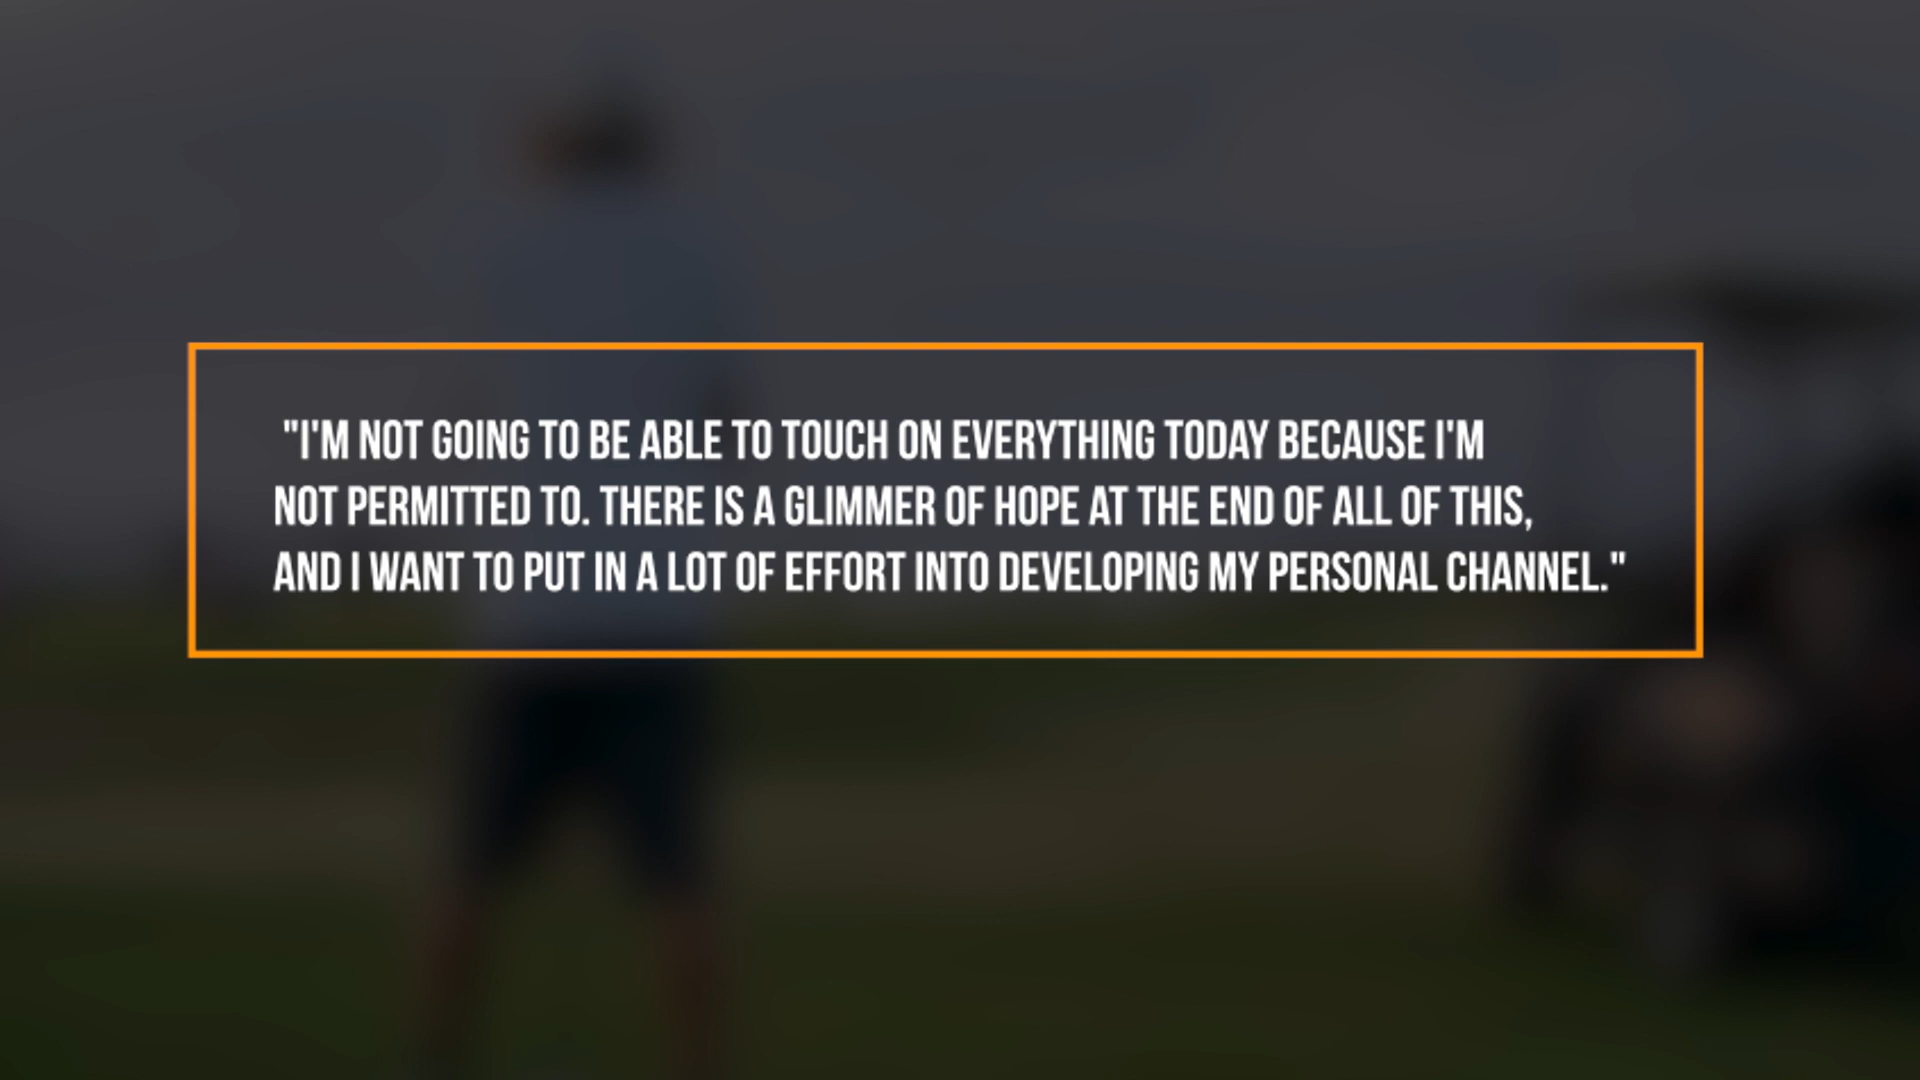 "I'M NOT GOING TO BE ABLE TO TOUCH ON EVERYTHING TODAY BECAUSE I'M
NOT PERMITTED TO. THERE IS A GLIMMER OF HOPE AT THE END OF ALL OF THIS,
AND I WANT TO PUT IN A LOT OF EFFORT INTO DEVELOPING MY PERSONAL CHANNEL."